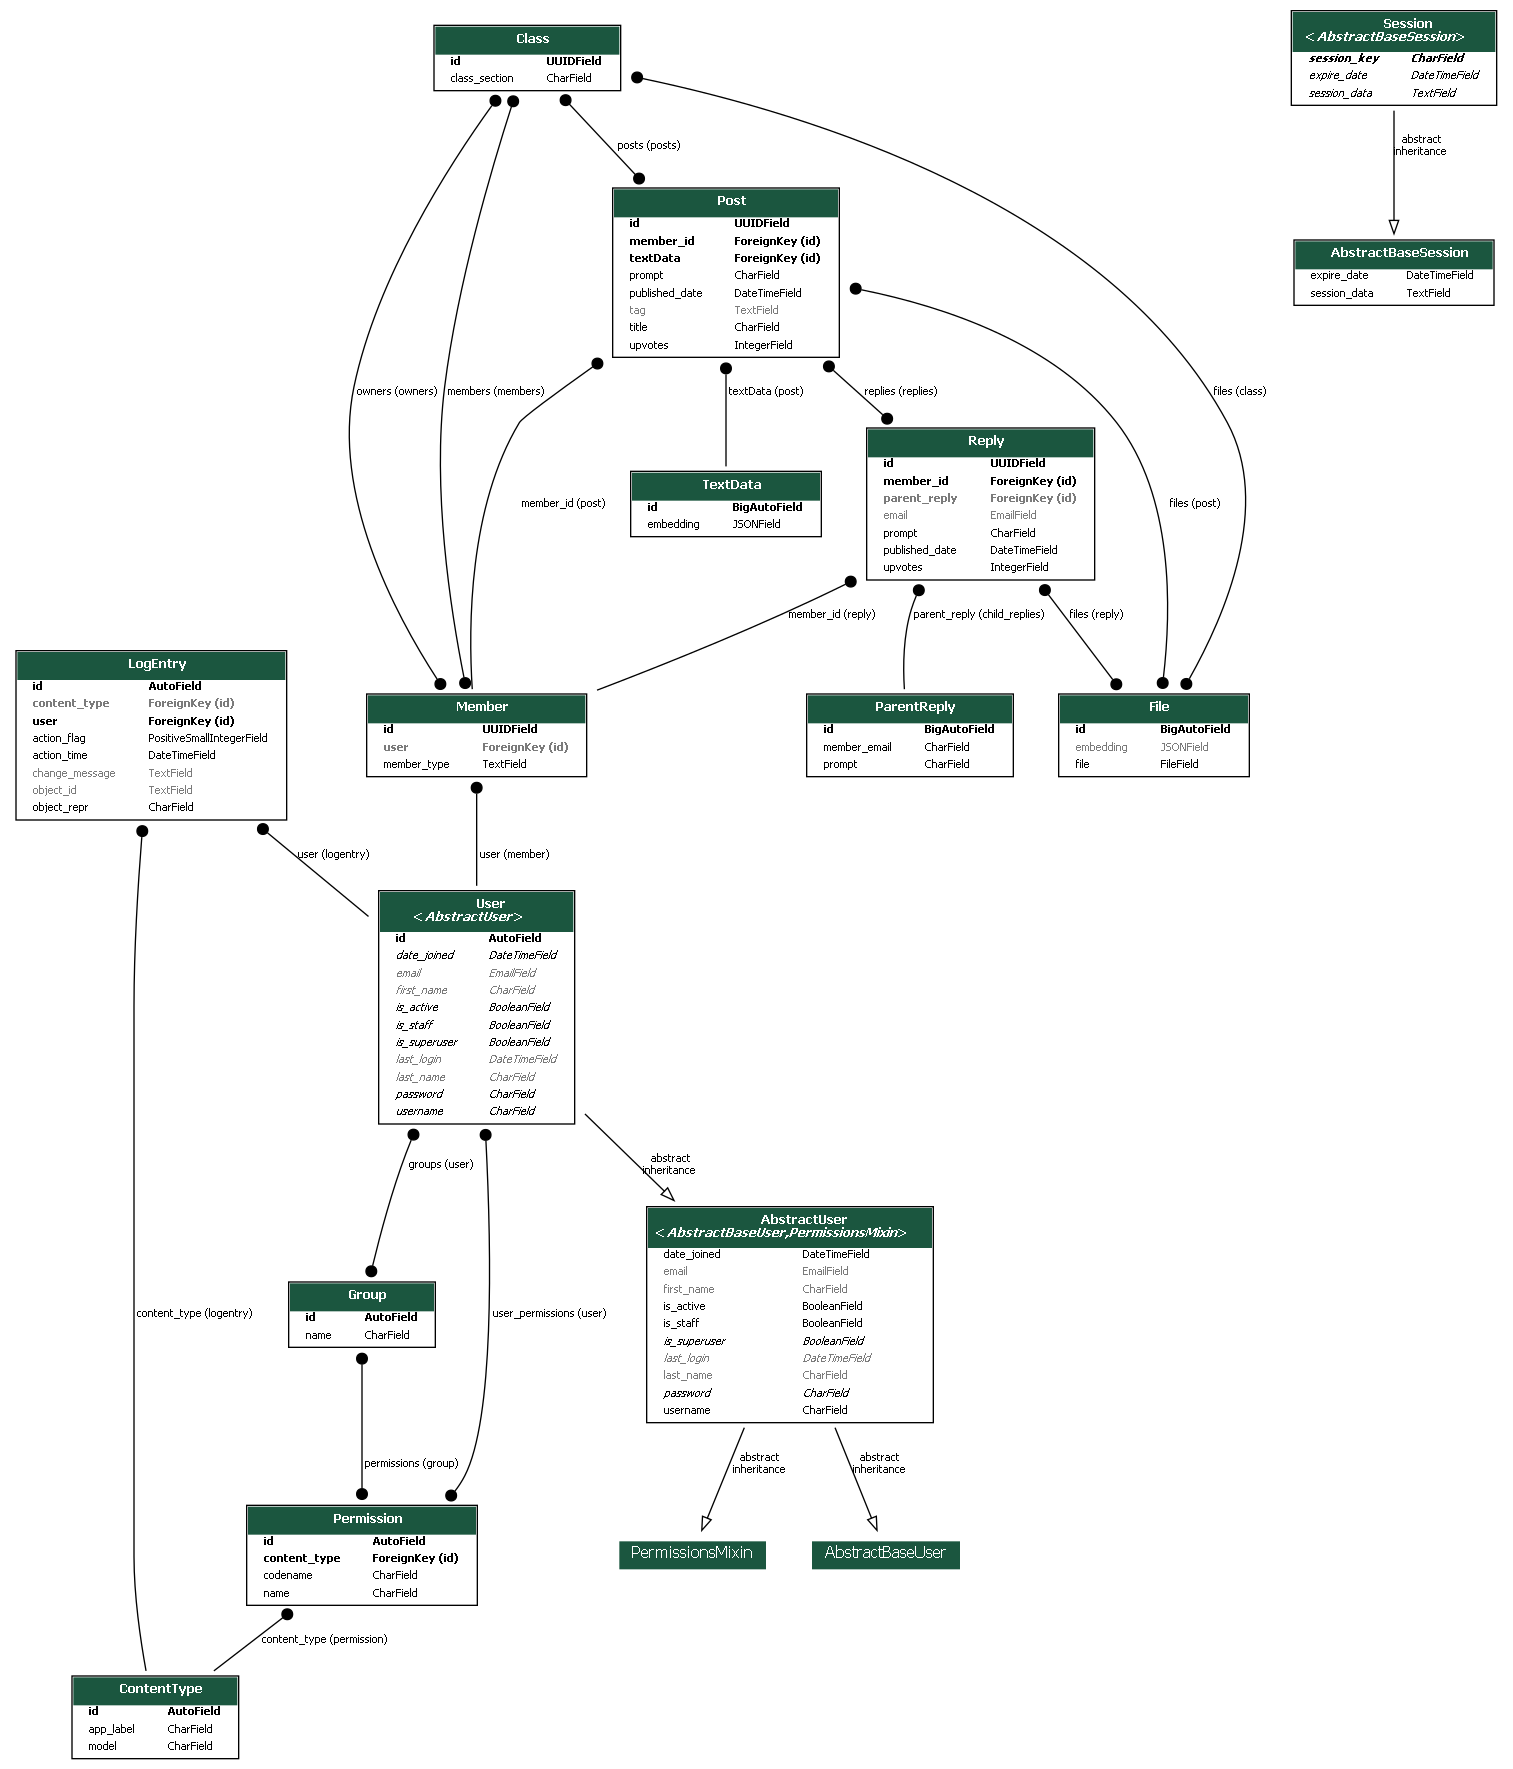 Class
id UUIDField
class_section CharField
Session
<AbstractBaseSession>
session_key CharField
expire_date DateTimeField
session_data TextField
abstract
inheritance
AbstractBaseSession
expire_date DateTimeField
session_data TextField
posts (posts)
Post
id UUIDField
member_id ForeignKey (id)
textData ForeignKey (id)
prompt CharField
published_date DateTimeField
tag TextField
title CharField
upvotes IntegerField
owners (owners)
members (members)
textData (post)
replies (replies)
files (class)
Reply
id UUIDField
member_id ForeignKey (id)
parent_reply ForeignKey (id)
email EmailField
prompt CharField
published_date DateTimeField
upvotes IntegerField
TextData
id BigAutoField
embedding JSONField
member_id (post)
files (post)
member_id (reply)
parent_reply (child_replies)
files (reply)
LogEntry
id AutoField
content_type ForeignKey (id)
user ForeignKey (id)
action_flag PositiveSmallIntegerField
action_time DateTimeField
change_message TextField
object_id TextField
object_repr CharField
Member
id UUIDField
user ForeignKey (id)
member_type TextField
ParentReply
id BigAutoField
member_email CharField
prompt CharField
File
id BigAutoField
embedding JSONField
file FileField
user (logentry)
user (member)
User
<AbstractUser>
id AutoField
date_joined DateTimeField
email EmailField
first_name CharField
is_active BooleanField
is_staff BooleanField
is_superuser BooleanField
last_login DateTimeField
last_name CharField
password CharField
username CharField
groups (user)
abstract
inheritance
AbstractUser
<AbstractBaseUser,PermissionsMixin>
date_joined DateTimeField
email EmailField
first_name CharField
is_active BooleanField
is_staff BooleanField
is_superuser BooleanField
last_login DateTimeField
last_name CharField
password CharField
username CharField
Group
id AutoField
name CharField
content_type (logentry)
user_permissions (user)
permissions (group)
abstract
inheritance
abstract
inheritance
Permission
id AutoField
content_type ForeignKey (id)
codename CharField
name CharField
PermissionsMixin
AbstractBaseUser
content_type (permission)
ContentType
id AutoField
app_label CharField
model CharField